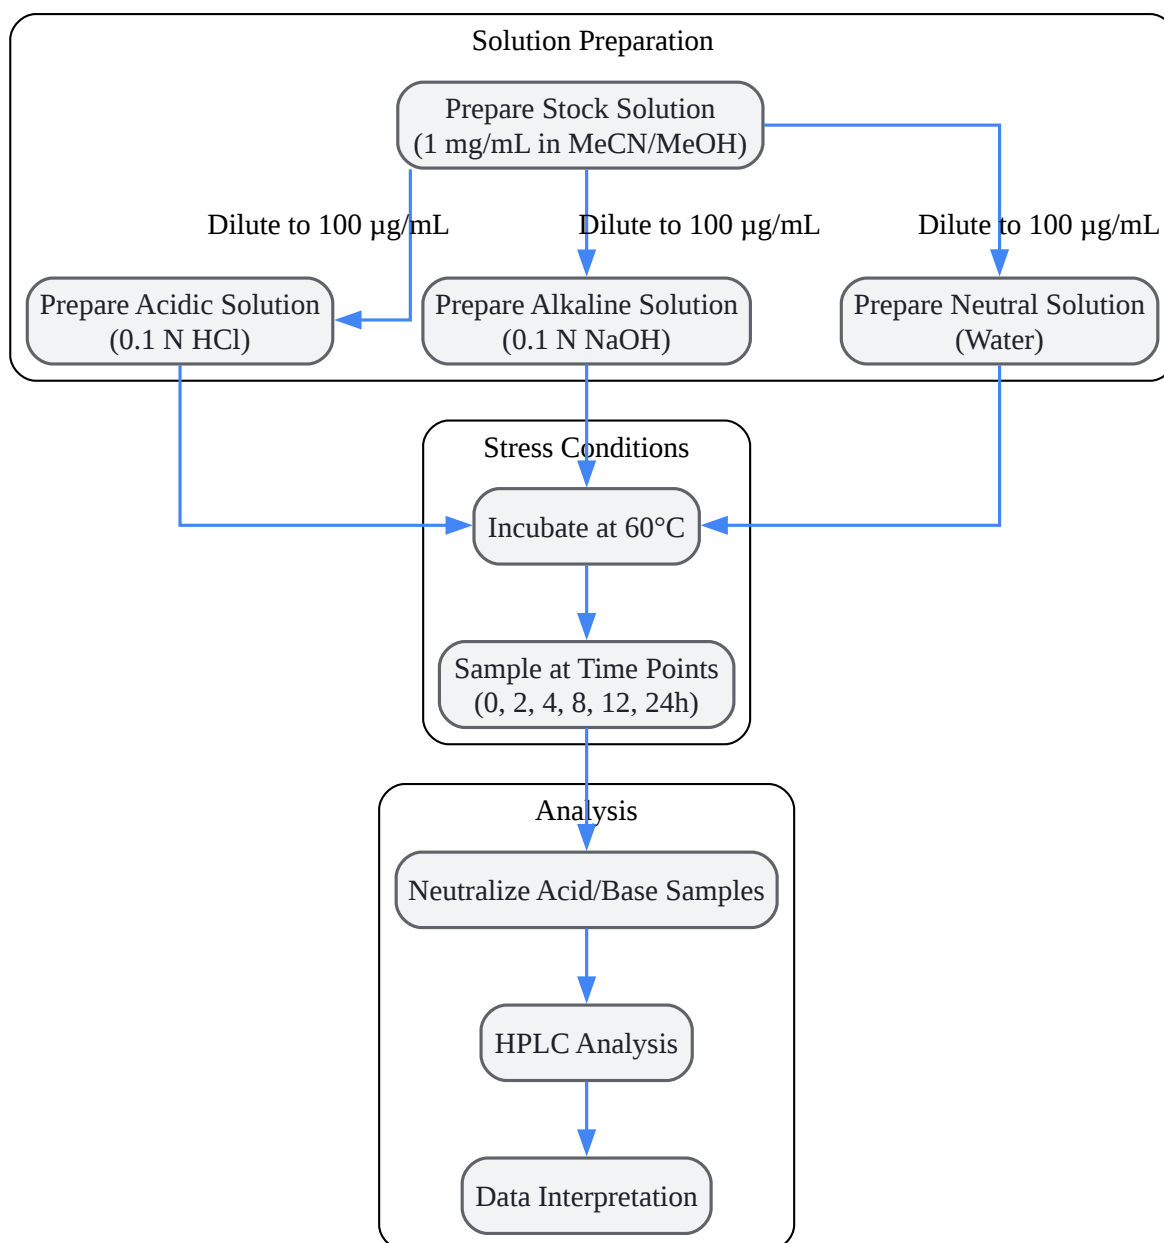 Solution Preparation
Prepare Stock Solution
(1 mg/mL in MeCN/MeOH)
Dilute to 100 µg/mL
Dilute to 100 µg/mL
Dilute to 100 µg/mL
Prepare Acidic Solution
(0.1 N HCl)
Prepare Alkaline Solution
(0.1 N NaOH)
Prepare Neutral Solution
(Water)
Stress Conditions
Incubate at 60°C
Sample at Time Points
(0, 2, 4, 8, 12, 24h)
Analysis
Neutralize Acid/Base Samples
HPLC Analysis
Data Interpretation